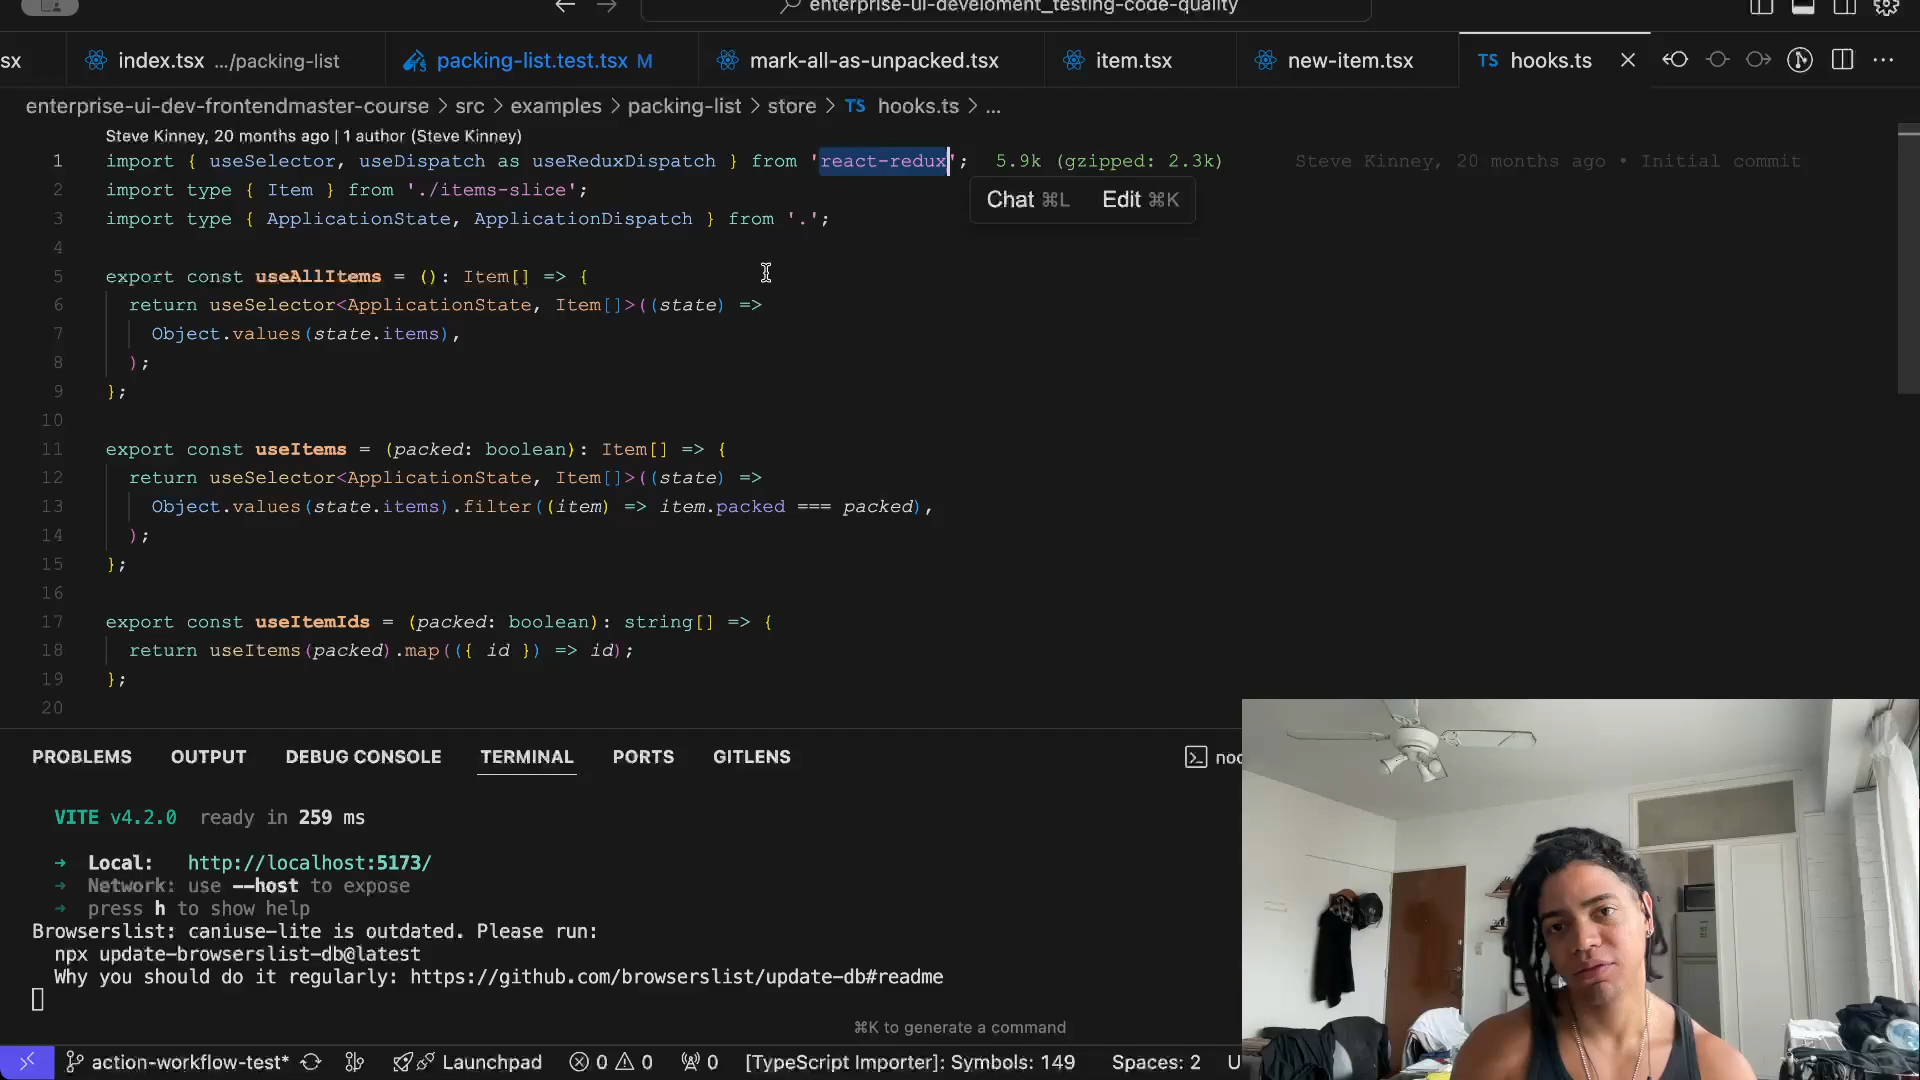 enterprise-ui-develoment_testing-code-quality
sx
index.tsx .../packing-list
packing-list.test.tsx M
mark-all-as-unpacked.tsx
item.tsx
new-item.tsx
TS hooks.ts
enterprise-ui-dev-frontendmaster-course > src > examples > packing-list > store > TS hooks.ts > ...
Steve Kinney, 20 months ago | 1 author (Steve Kinney)
1 import { useSelector, useDispatch as useReduxDispatch } from 'react-redux'; 5.9k (gzipped: 2.3k) Steve Kinney, 20 months ago • Initial commit
2 import type { Item } from './items-slice';
Chat ⌘L Edit ⌘K
3 import type { ApplicationState, ApplicationDispatch } from '.';
4
5 export const useAllItems = (): Item[] => {
6 return useSelector<ApplicationState, Item[]>((state) =>
7 Object.values(state.items),
8 );
9 };
10
11 export const useItems = (packed: boolean): Item[] => {
12 return useSelector<ApplicationState, Item[]>((state) =>
13 Object.values(state.items).filter((item) => item.packed === packed),
14 );
15 };
16
17 export const useItemIds = (packed: boolean): string[] => {
18 return useItems(packed).map(({ id }) => id);
19 };
20
PROBLEMS OUTPUT DEBUG CONSOLE TERMINAL PORTS GITLENS
VITE v4.2.0 ready in 259 ms
➜ Local: http://localhost:5173/
➜ Network: use --host to expose
➜ press h to show help
Browserslist: caniuse-lite is outdated. Please run:
npx update-browserslist-db@latest
Why you should do it regularly: https://github.com/browserslist/update-db#readme
⌘K to generate a command
action-workflow-test* Launchpad 0 0 0 [TypeScript Importer]: Symbols: 149 Spaces: 2 U